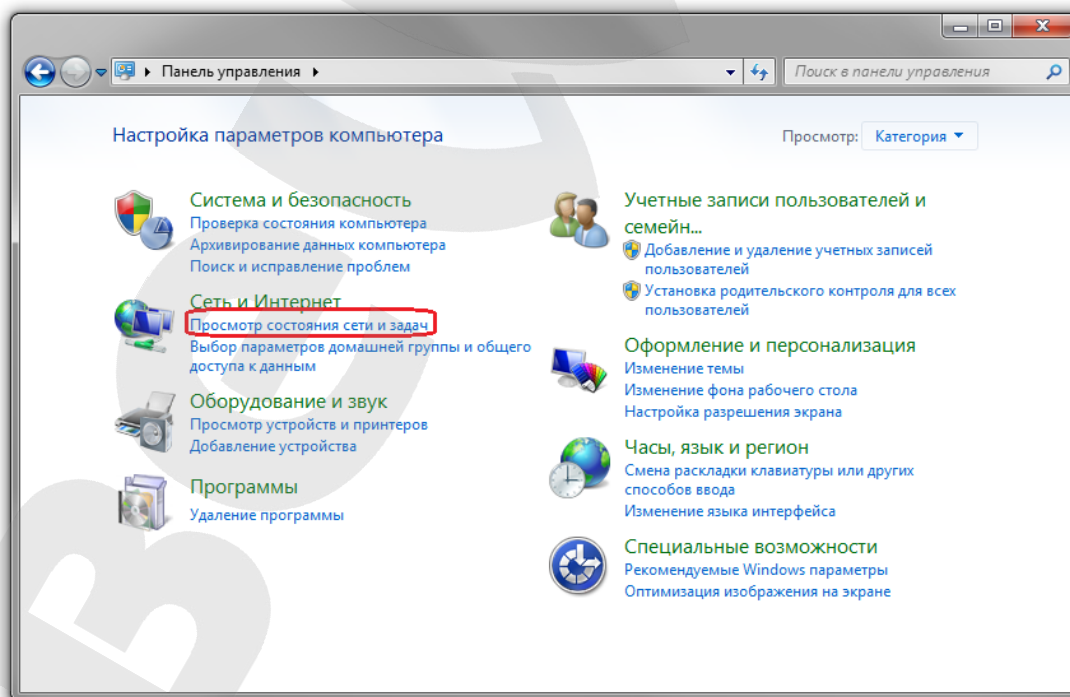 Панель управления
Поиск в панели управления
Настройка параметров компьютера
Просмотр: Категория
Система и безопасность
Проверка состояния компьютера
Архивирование данных компьютера
Поиск и исправление проблем
Сеть и Интернет
Просмотр состояния сети и задач
Выбор параметров домашней группы и общего
доступа к данным
Оборудование и звук
Просмотр устройств и принтеров
Добавление устройства
Программы
Удаление программы
Учетные записи пользователей и
семейн...
Добавление и удаление учетных записей
пользователей
Установка родительского контроля для всех
пользователей
Оформление и персонализация
Изменение темы
Изменение фона рабочего стола
Настройка разрешения экрана
Часы, язык и регион
Смена раскладки клавиатуры или других
способов ввода
Изменение языка интерфейса
Специальные возможности
Рекомендуемые Windows параметры
Оптимизация изображения на экране